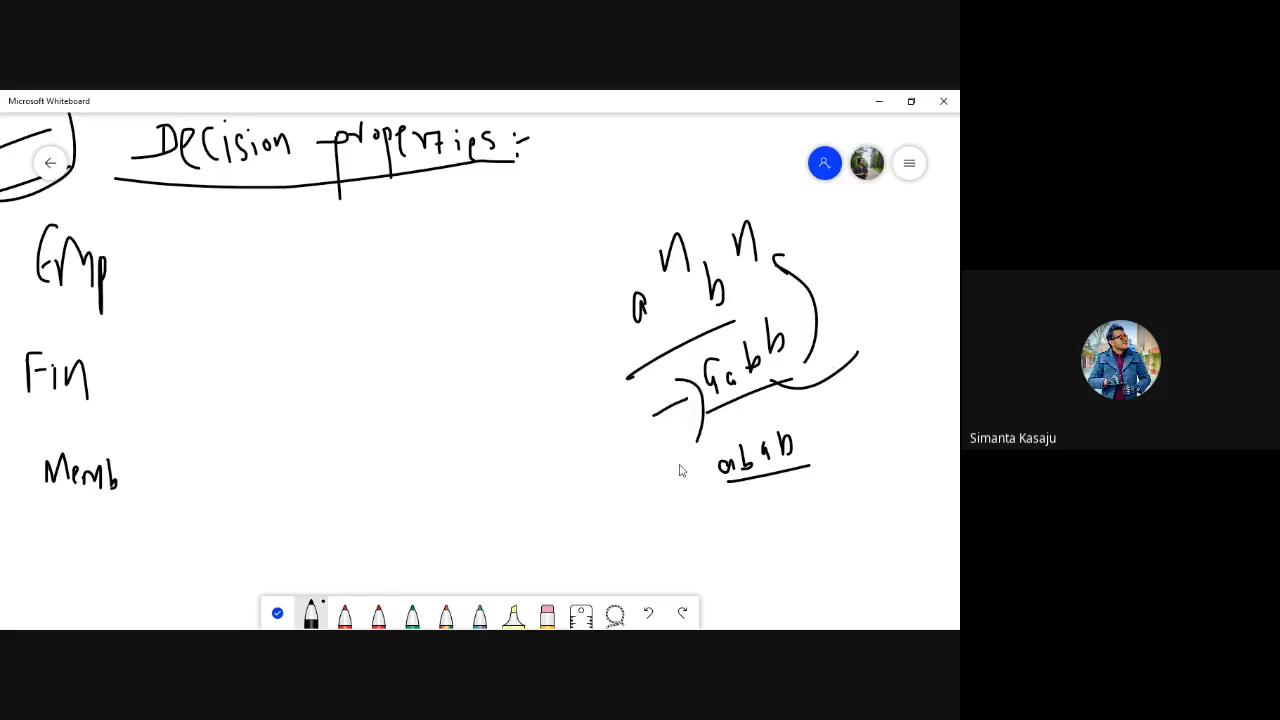 Microsoft Whiteboard
Decision properties :-
Emp
a^n b^n
Fin
aabb
Memb
abab
Simanta Kasaju